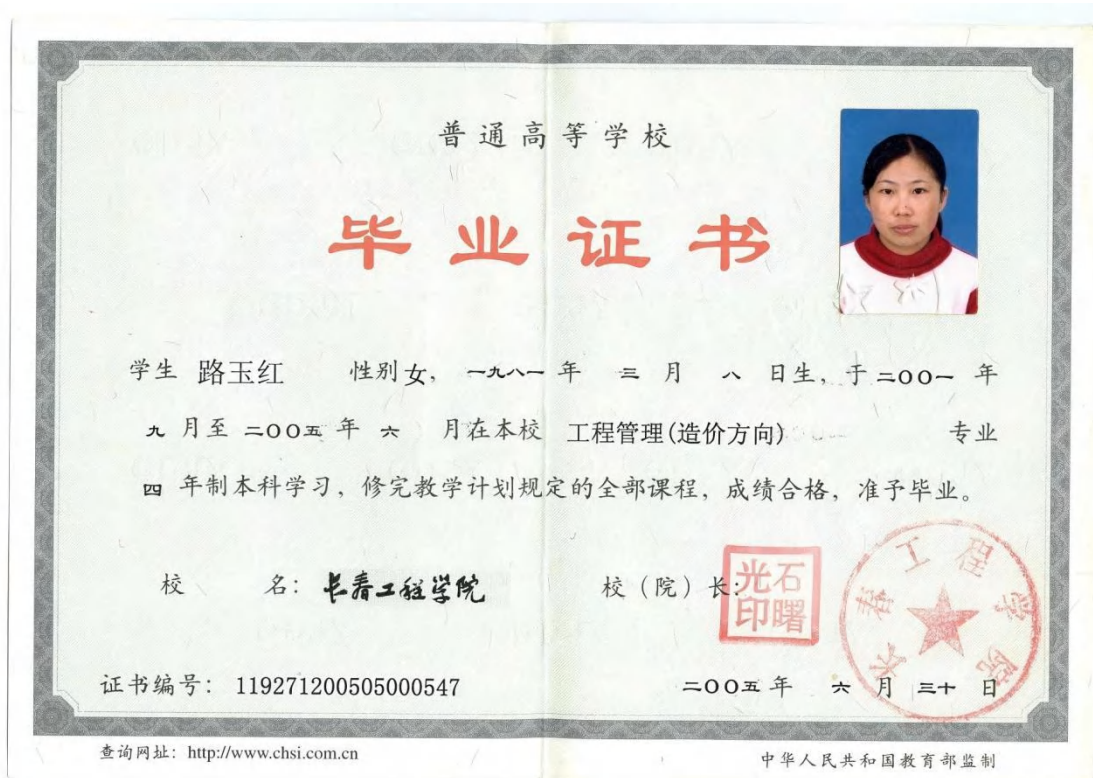 普通高等学校
毕业证书
学生 路玉红 性别 女, 一九八一 年 三 月 八 日生, 于 二00一 年
九 月至 二00五 年 六 月在本校 工程管理(造价方向) 专业
四 年制本科学习, 修完教学计划规定的全部课程, 成绩合格, 准予毕业。
校 名: 长春工程学院 校（院）长:
石曙光印
长春工程学院
证书编号: 119271200505000547 二00五 年 六 月 三十 日
查询网址: http://www.chsi.com.cn 中华人民共和国教育部监制